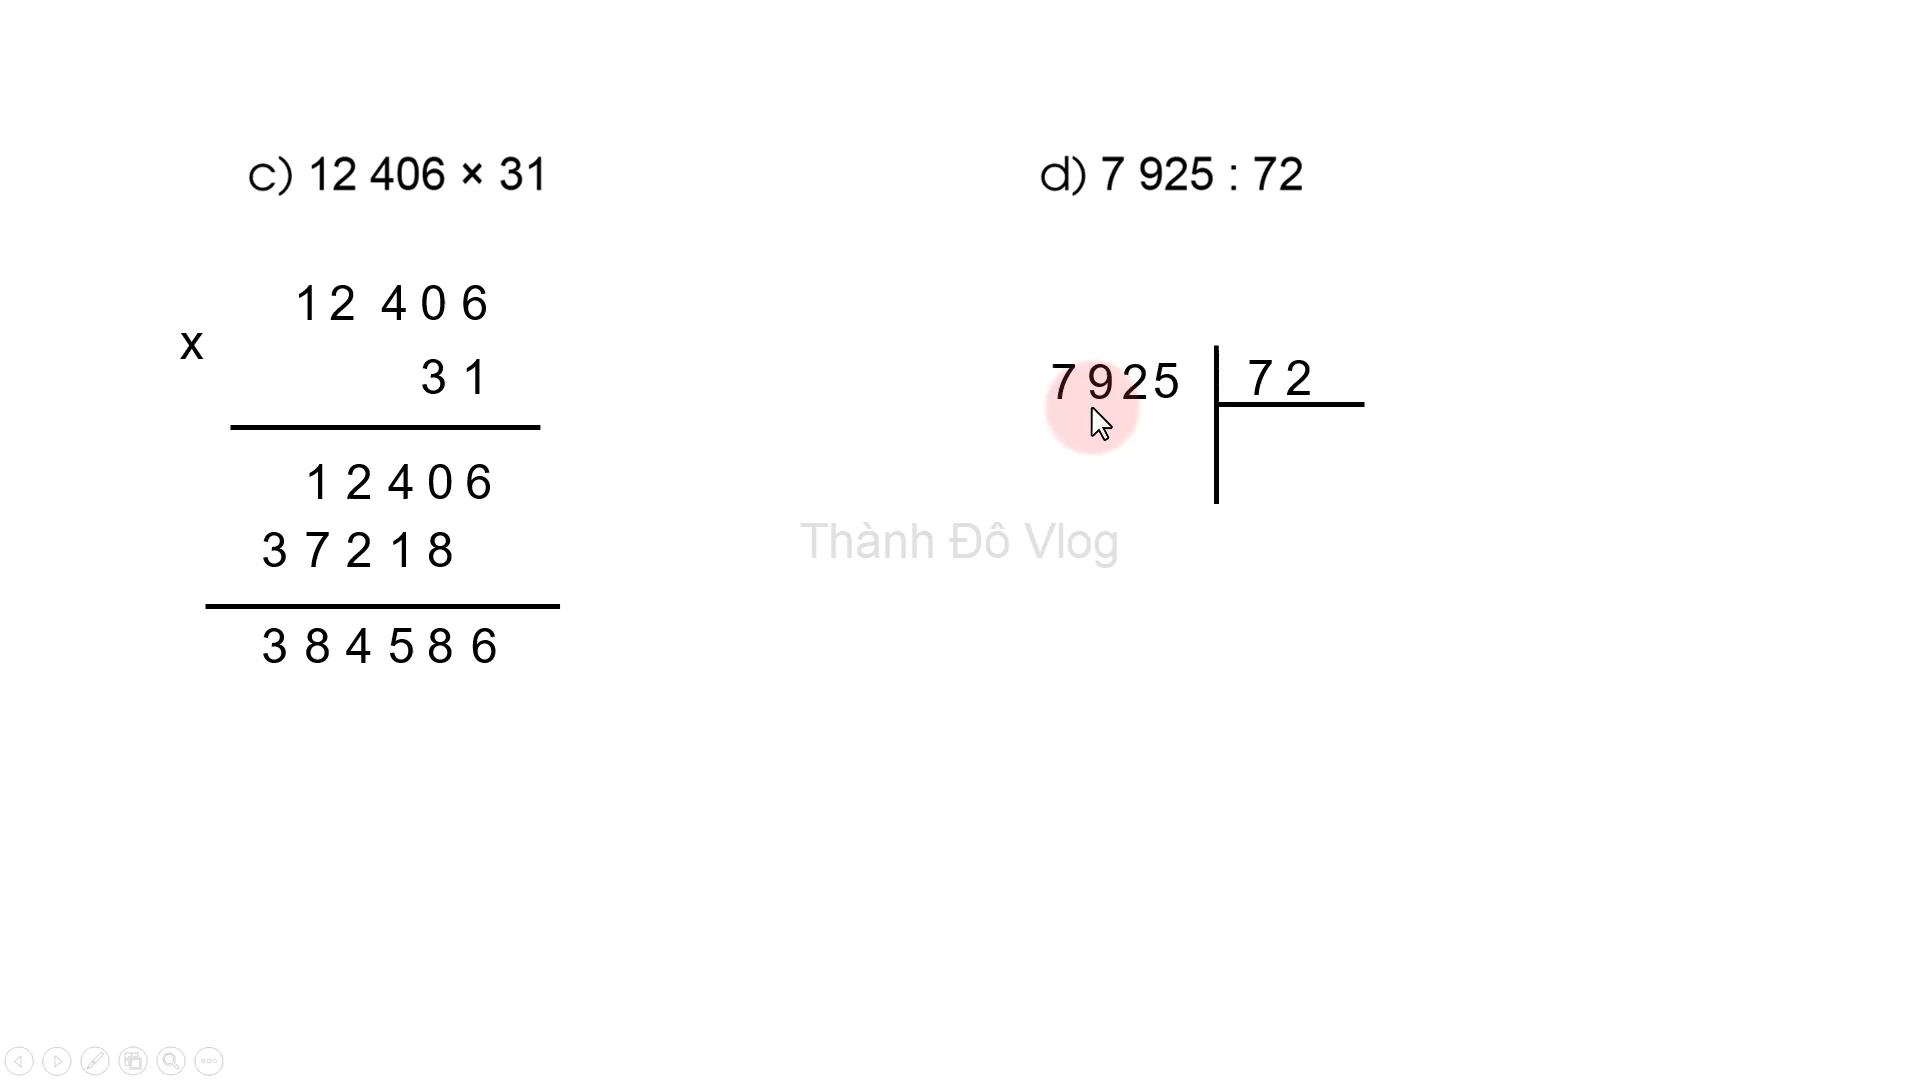 c) 12 406 × 31
12 406
x
31
12406
37218
384586
d) 7 925 : 72
7925
72
Thành Đô Vlog